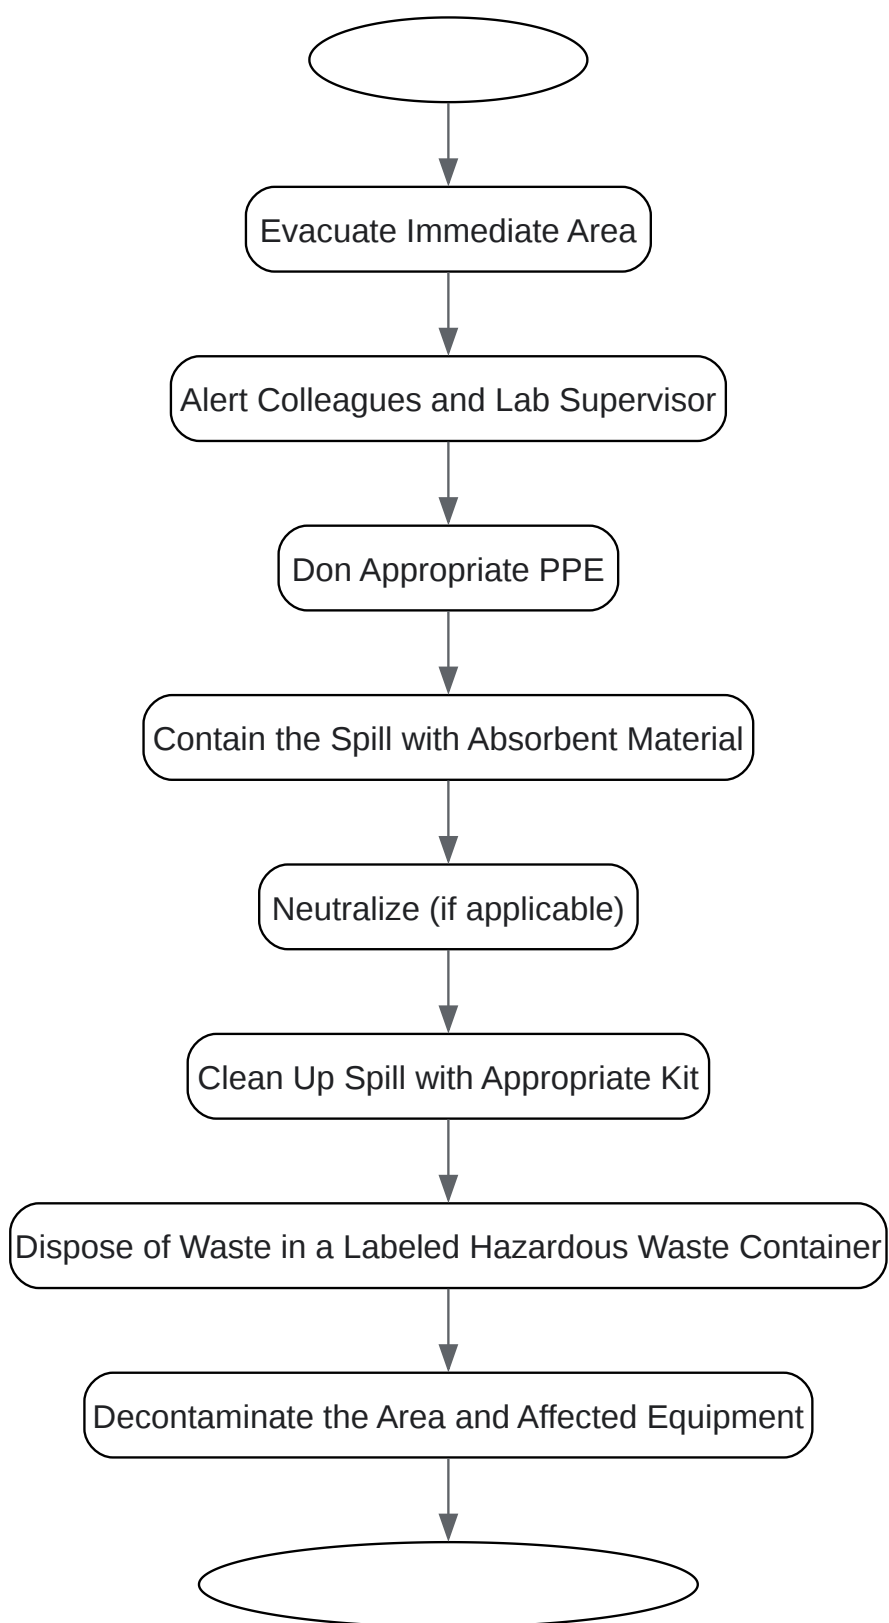 Evacuate Immediate Area
Alert Colleagues and Lab Supervisor
Don Appropriate PPE
Contain the Spill with Absorbent Material
Neutralize (if applicable)
Clean Up Spill with Appropriate Kit
Dispose of Waste in a Labeled Hazardous Waste Container
Decontaminate the Area and Affected Equipment